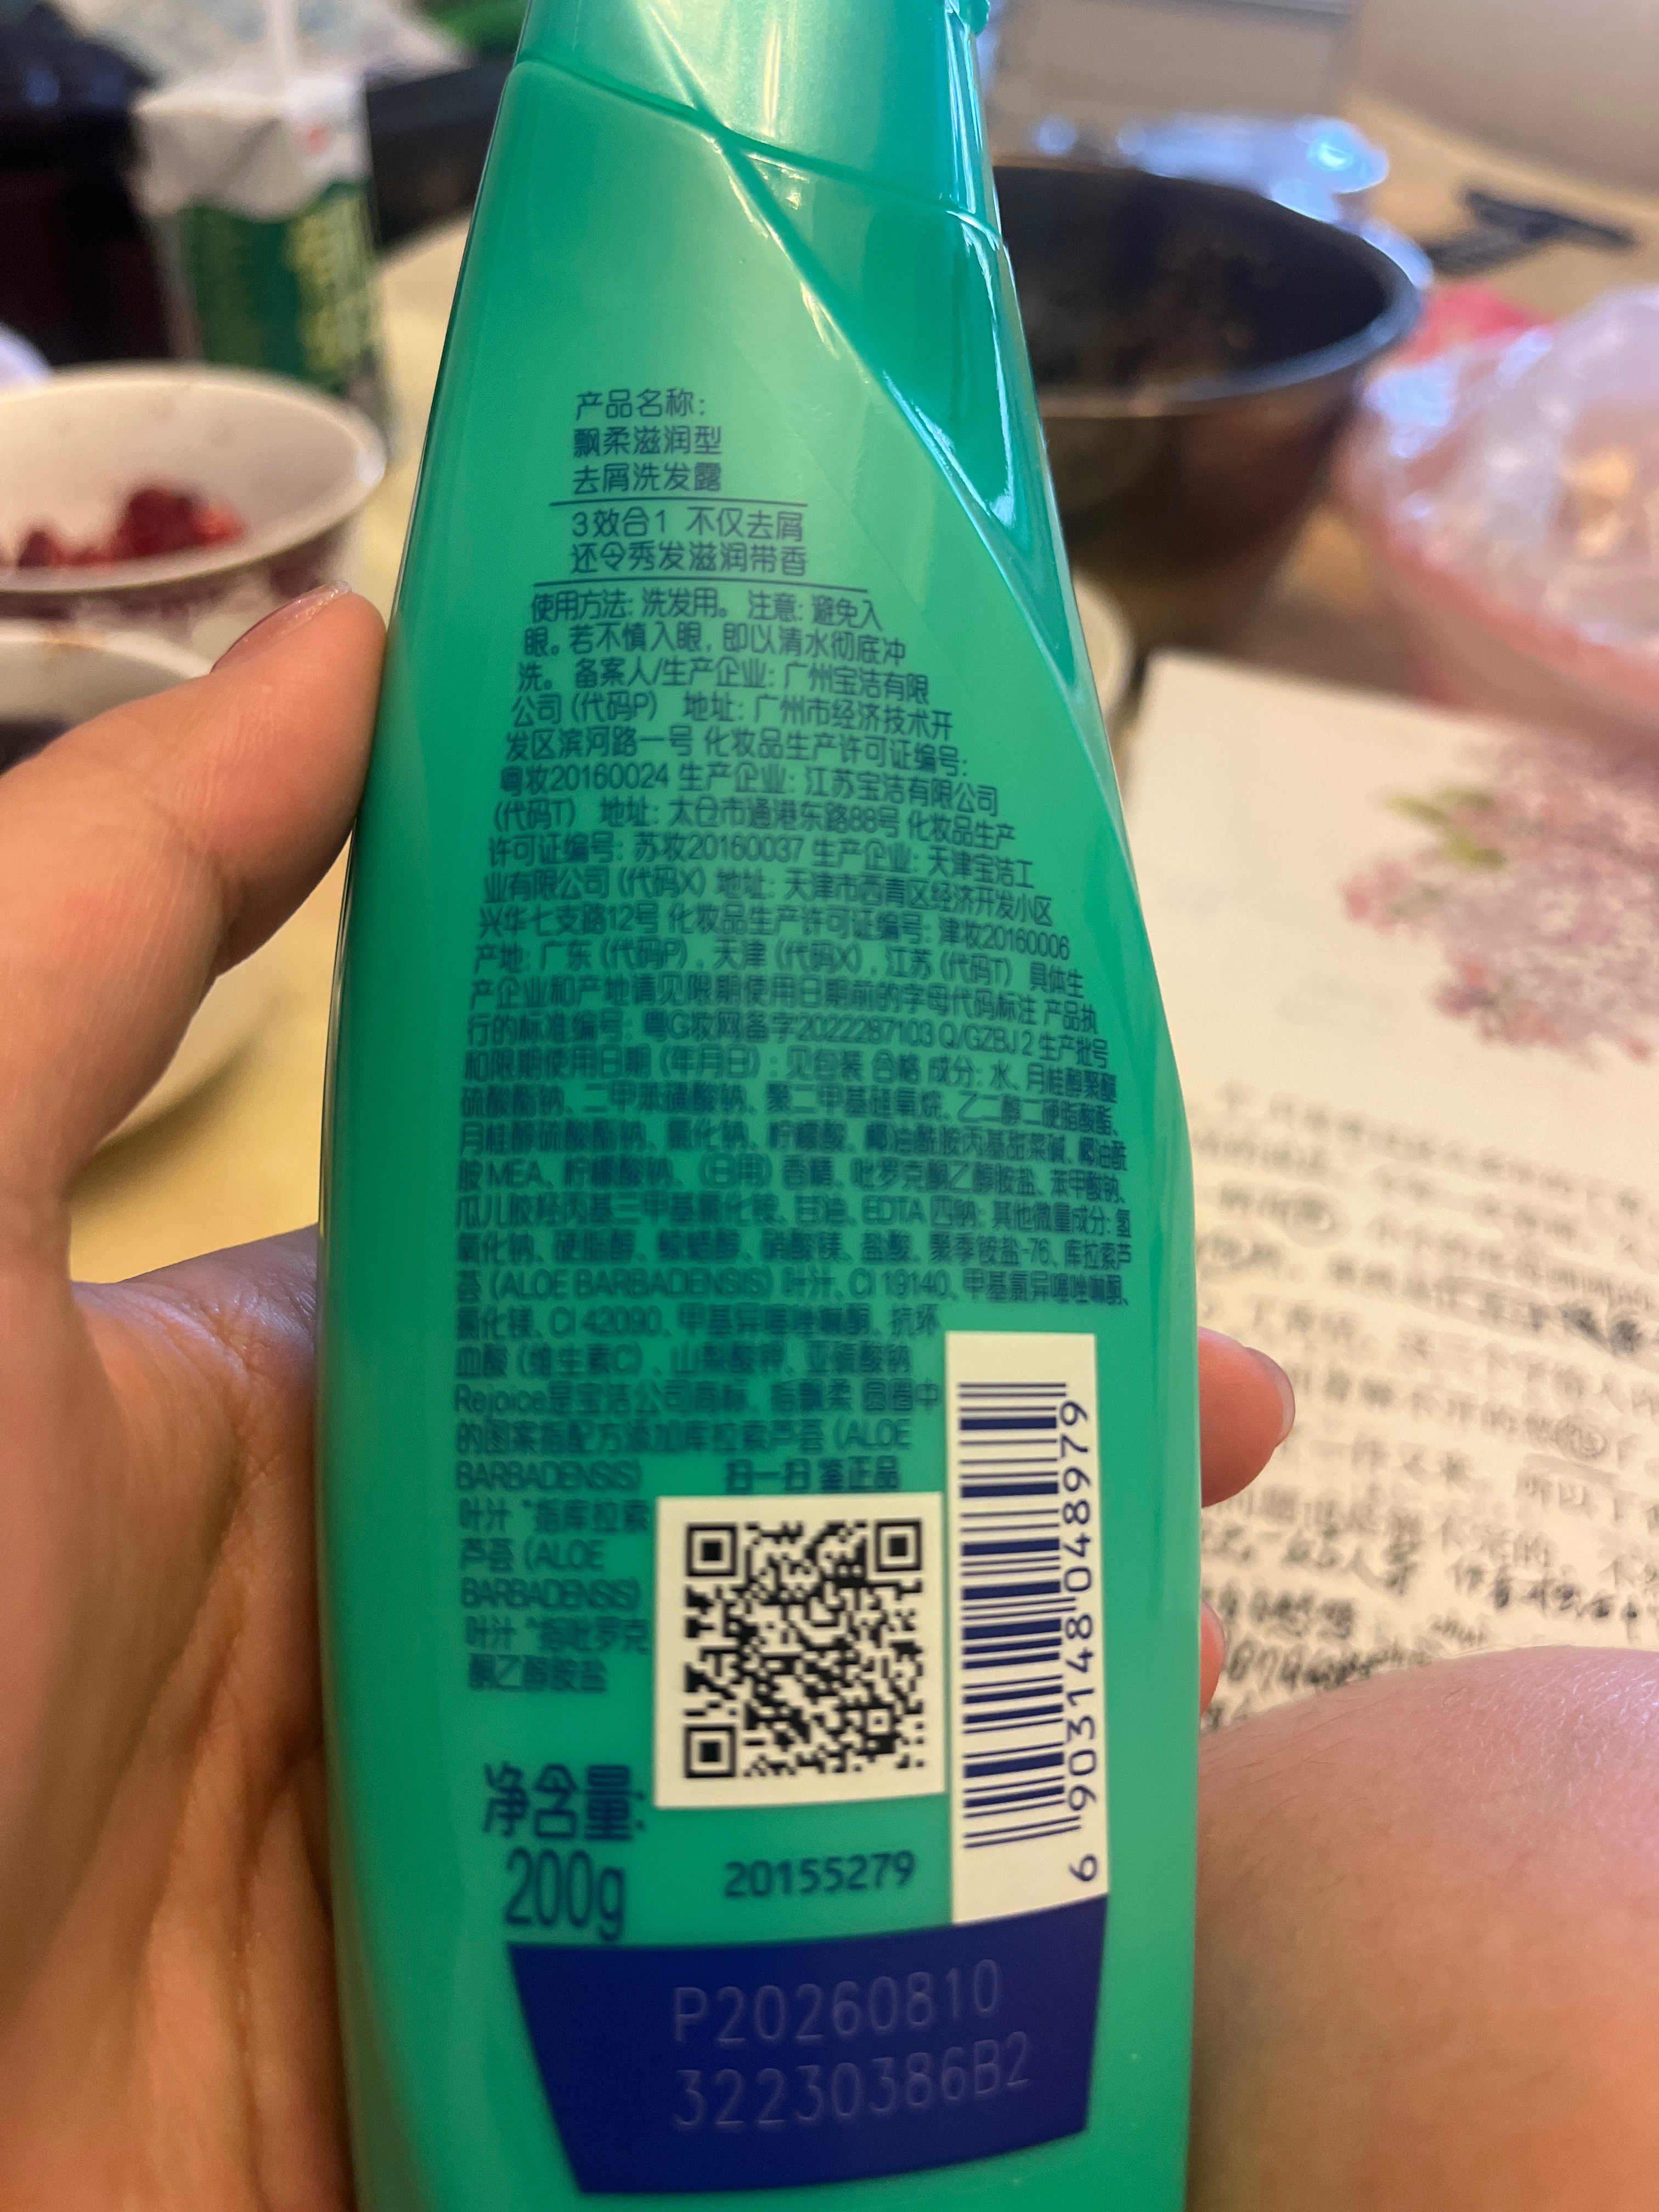 产品名称:
飘柔滋润型
去屑洗发露
3效合1 不仅去屑
还令秀发滋润带香
使用方法: 洗发用。 注意: 避免入
眼。若不慎入眼, 即以清水彻底冲
洗。 备案人/生产企业: 广州宝洁有限
公司 (代码P) 地址: 广州市经济技术开
发区滨河路一号 化妆品生产许可证编号:
粤妆20160024 生产企业: 江苏宝洁有限公司
(代码T) 地址: 太仓市通港东路88号 化妆品生产
许可证编号: 苏妆20160037 生产企业: 天津宝洁工
业有限公司 (代码X) 地址: 天津市西青区经济开发小区
兴华七支路12号 化妆品生产许可证编号: 津妆20160006
产地: 广东 (代码P) , 天津 (代码X) , 江苏 (代码T) 具体生
产企业和产地请见限期使用日期前的字母代码标注 产品执
行的标准编号: 粤G妆网备字2022287103 Q/GZBJ 2 生产批号
和限期使用日期 (年月日) : 见包装 合格 成分: 水、月桂醇聚醚
硫酸酯钠、二甲苯磺酸钠、聚二甲基硅氧烷、乙二醇二硬脂酸酯、
月桂醇硫酸酯钠、氯化钠、柠檬酸、椰油酰胺丙基甜菜碱、椰油酰
胺MEA、柠檬酸钠、(日用) 香精、吡罗克酮乙醇胺盐、苯甲酸钠、
瓜儿胶羟丙基三甲基氯化铵、甘油、EDTA 四钠; 其他微量成分: 氢
氧化钠、硬脂醇、鲸蜡醇、硝酸镁、盐酸、聚季铵盐-76、库拉索芦
荟 (ALOE BARBADENSIS) 叶汁、CI 19140、甲基氯异噻唑啉酮、
氯化镁、CI 42090、甲基异噻唑啉酮、抗坏
血酸 (维生素C) 、山梨酸钾、亚硫酸钠
Rejoice是宝洁公司商标, 指飘柔 圆圈中
的图案指配方添加库拉索芦荟 (ALOE
BARBADENSIS) 扫一扫 鉴正品
叶汁 *指库拉索
芦荟 (ALOE
BARBADENSIS)
叶汁 ^指吡罗克
酮乙醇胺盐
6903148048979
净含量:
200g
20155279
P20260810
32230386B2